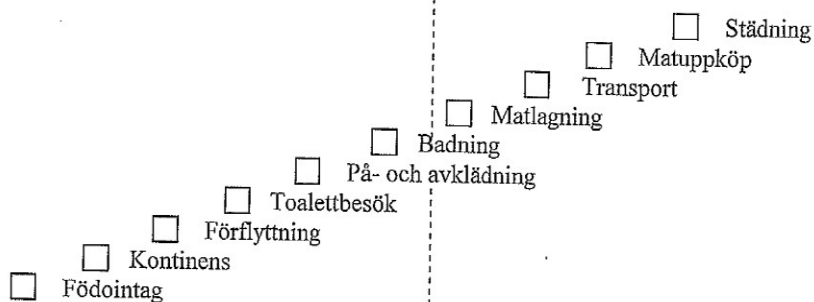 Städning
Matuppköp
Transport
Matlagning
Badning
På- och avklädning
Toalettbesök
Förflyttning
Kontinens
Födointag